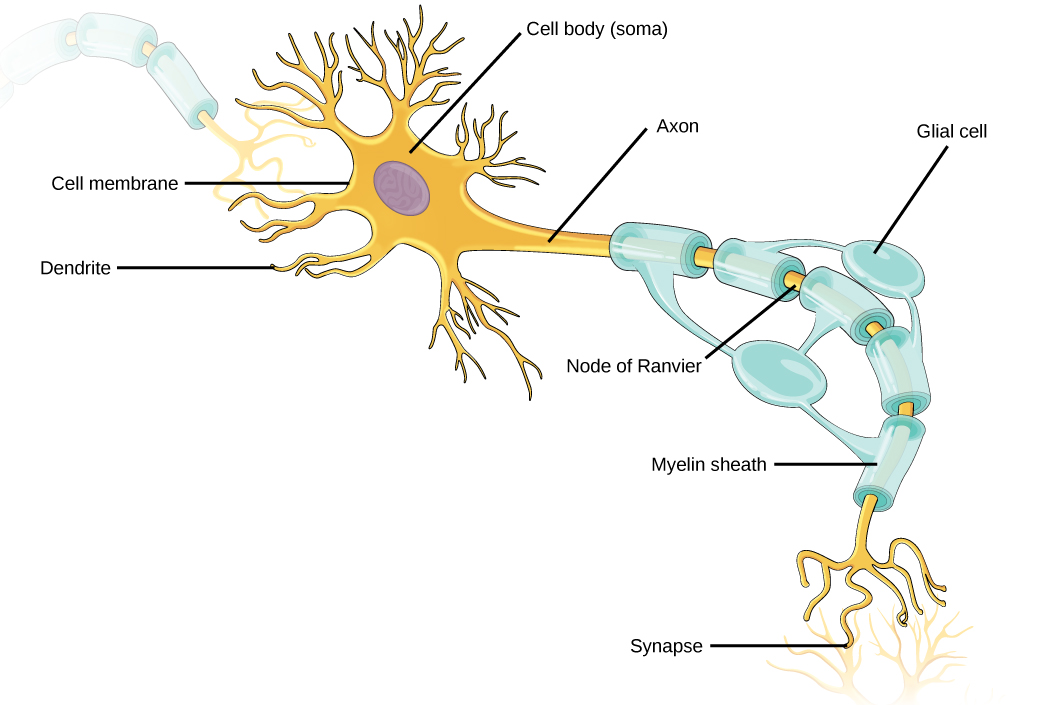 Cell body (soma)
Axon
Glial cell
Cell membrane
Dendrite
Node of Ranvier
Myelin sheath
Synapse